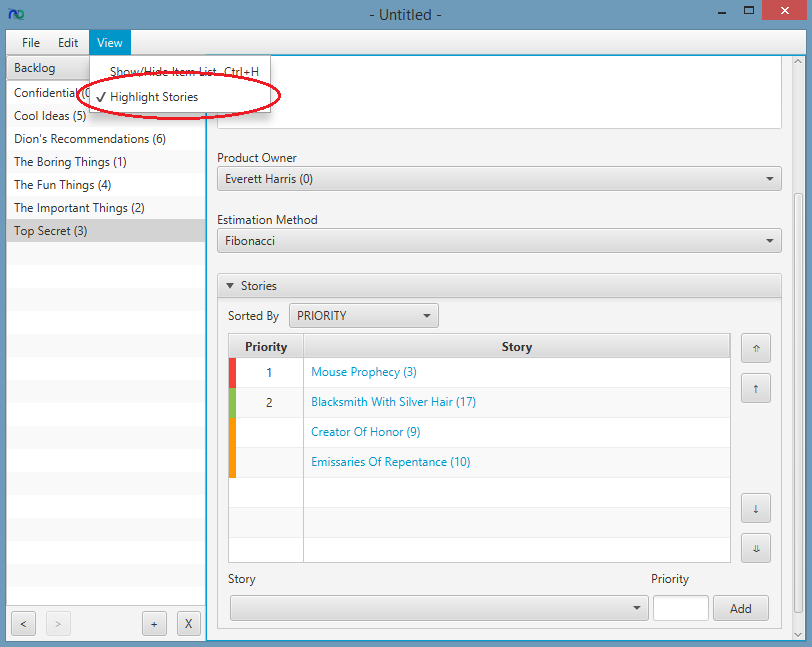 - Untitled -
File Edit View
Backlog
Show/Hide Item List Ctrl+H
✓ Highlight Stories
Confidential
Cool Ideas (5)
Dion's Recommendations (6)
The Boring Things (1)
The Fun Things (4)
The Important Things (2)
Top Secret (3)
< > + X
Product Owner
Everett Harris (0)
Estimation Method
Fibonacci
Stories
Sorted By PRIORITY
Priority Story
1 Mouse Prophecy (3)
2 Blacksmith With Silver Hair (17)
Creator Of Honor (9)
Emissaries Of Repentance (10)
↑
↓
Story Priority
Add